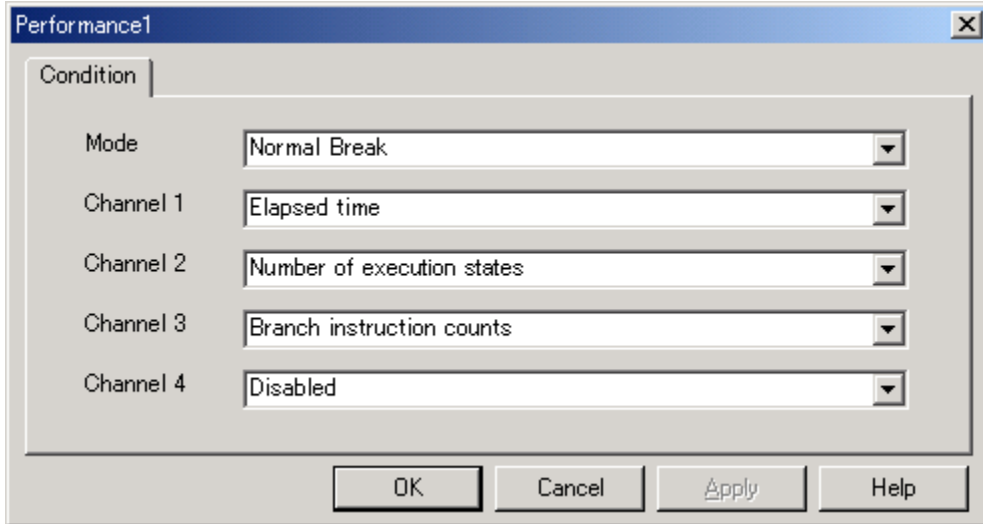 Performance1
Condition
Mode Normal Break
Channel 1 Elapsed time
Channel 2 Number of execution states
Channel 3 Branch instruction counts
Channel 4 Disabled
OK Cancel Apply Help